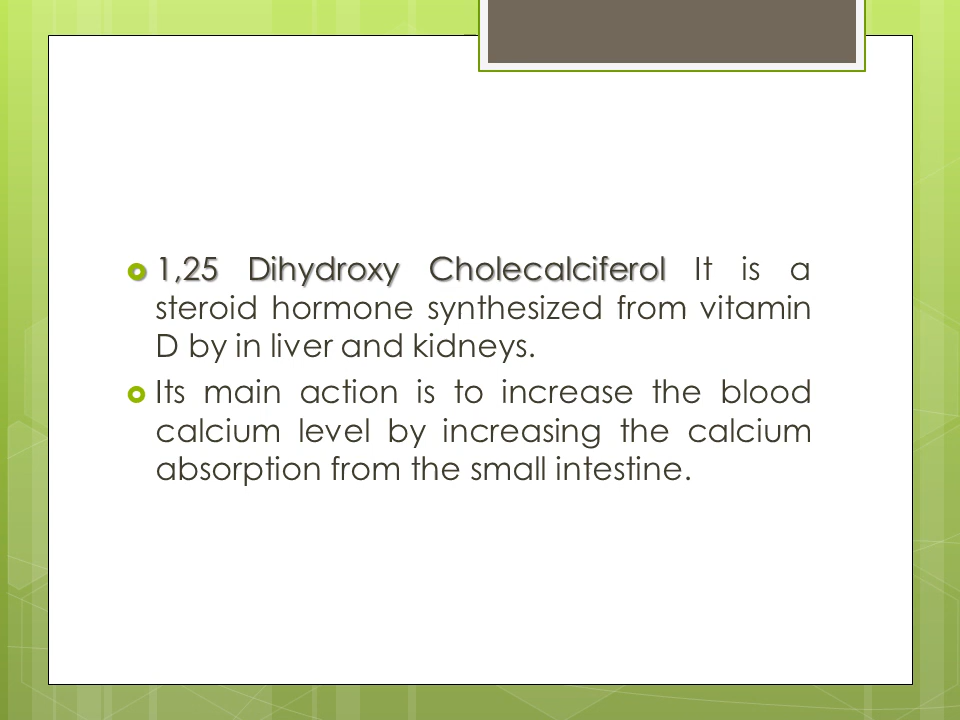 1,25 Dihydroxy Cholecalciferol It is a
steroid hormone synthesized from vitamin
D by in liver and kidneys.
Its main action is to increase the blood
calcium level by increasing the calcium
absorption from the small intestine.